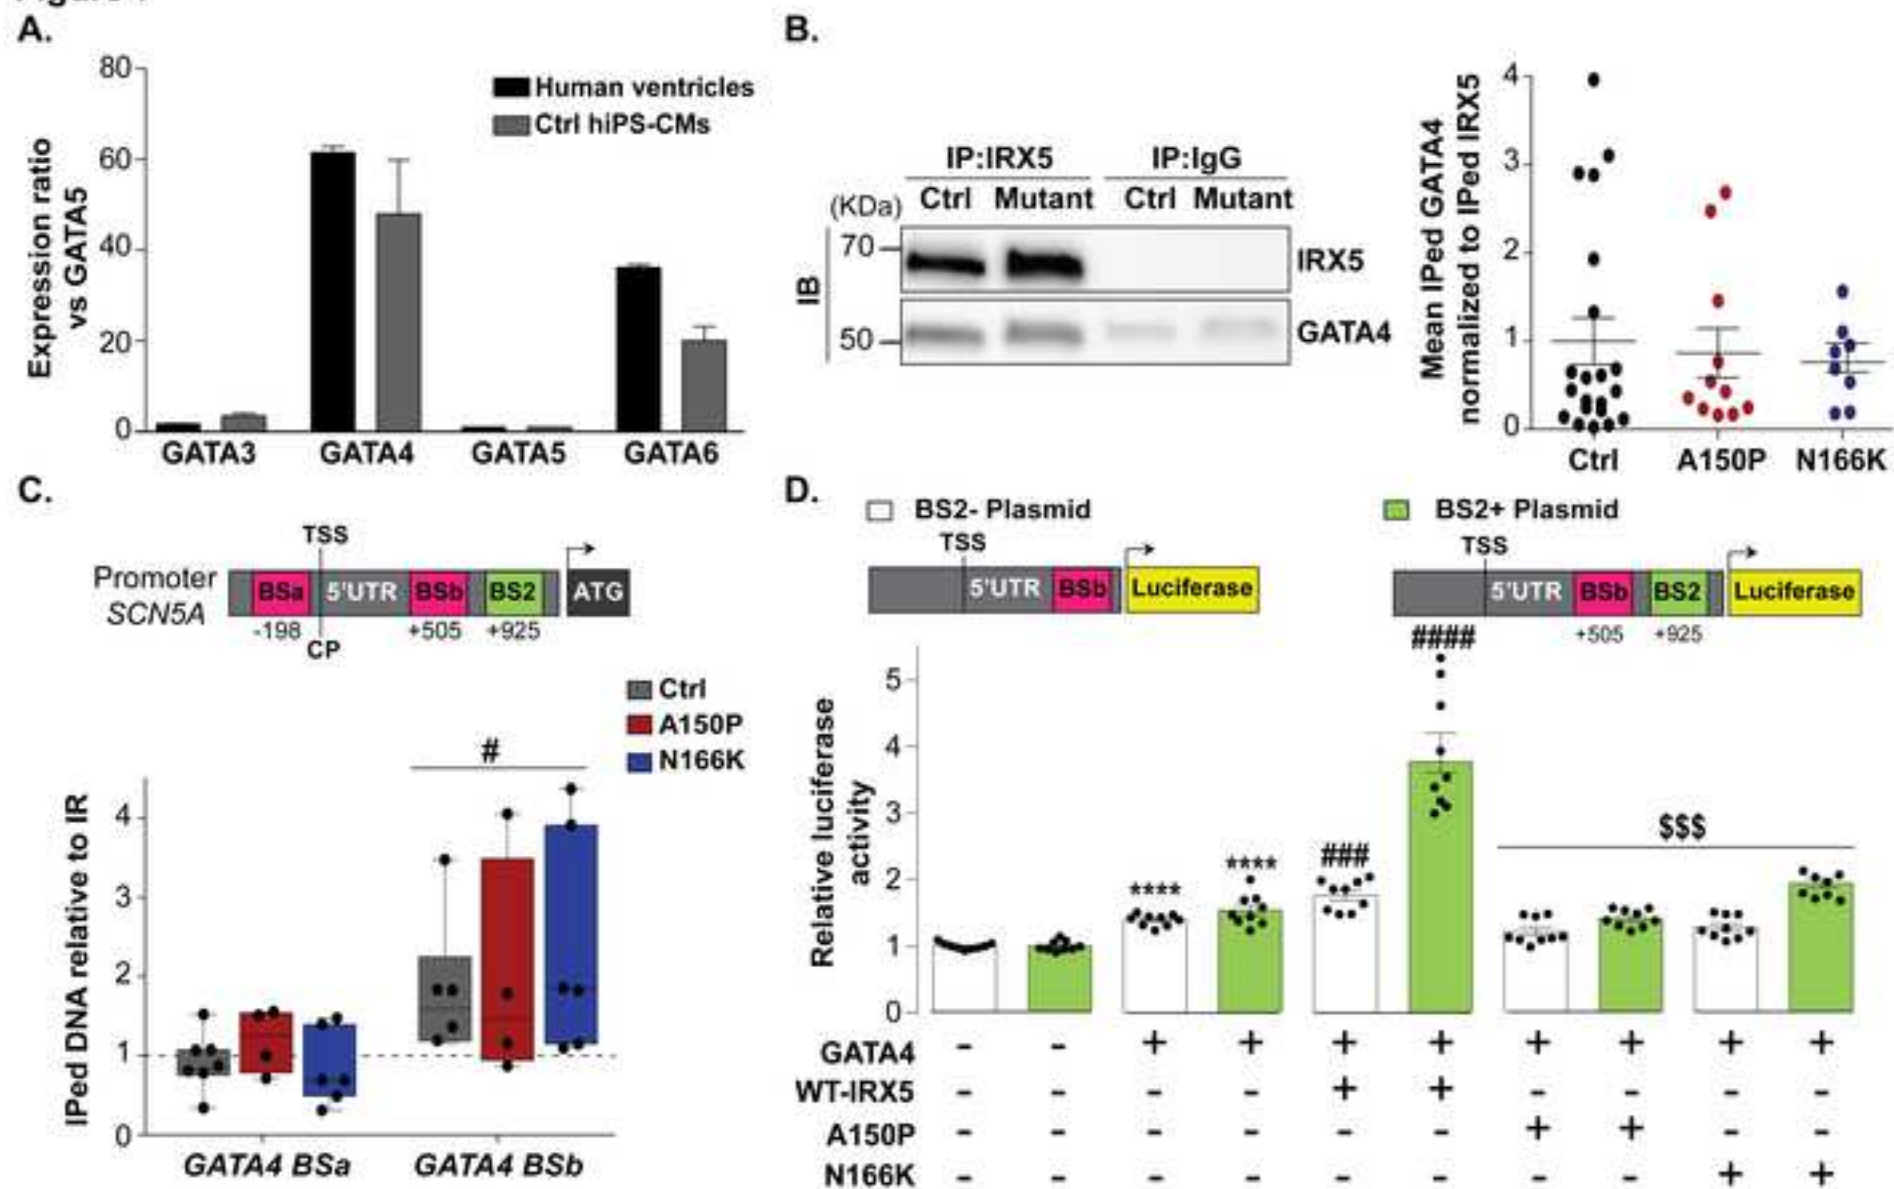 A.
80
60
40
20
0
Expression ratio
vs GATA5
Human ventricles
Ctrl hiPS-CMs
GATA3 GATA4 GATA5 GATA6
B.
IP:IRX5 IP:IgG
(KDa) Ctrl Mutant Ctrl Mutant
70
50
IB
IRX5
GATA4
Mean IPed GATA4
normalized to IPed IRX5
4
3
2
1
0
Ctrl A150P N166K
C.
TSS
Promoter
SCN5A
BSa 5'UTR BSb BS2 ATG
-198 +505 +925
CP
Ctrl
A150P
N166K
#
IPed DNA relative to IR
4
3
2
1
0
GATA4 BSa GATA4 BSb
D.
BS2- Plasmid
TSS
5'UTR BSb Luciferase
BS2+ Plasmid
TSS
5'UTR BSb BS2 Luciferase
+505 +925
Relative luciferase
activity
5
4
3
2
1
0
**** **** ### #### $$$
GATA4 - - + + + + + + + +
WT-IRX5 - - - - + + - - - -
A150P - - - - - - + + - -
N166K - - - - - - - - + +